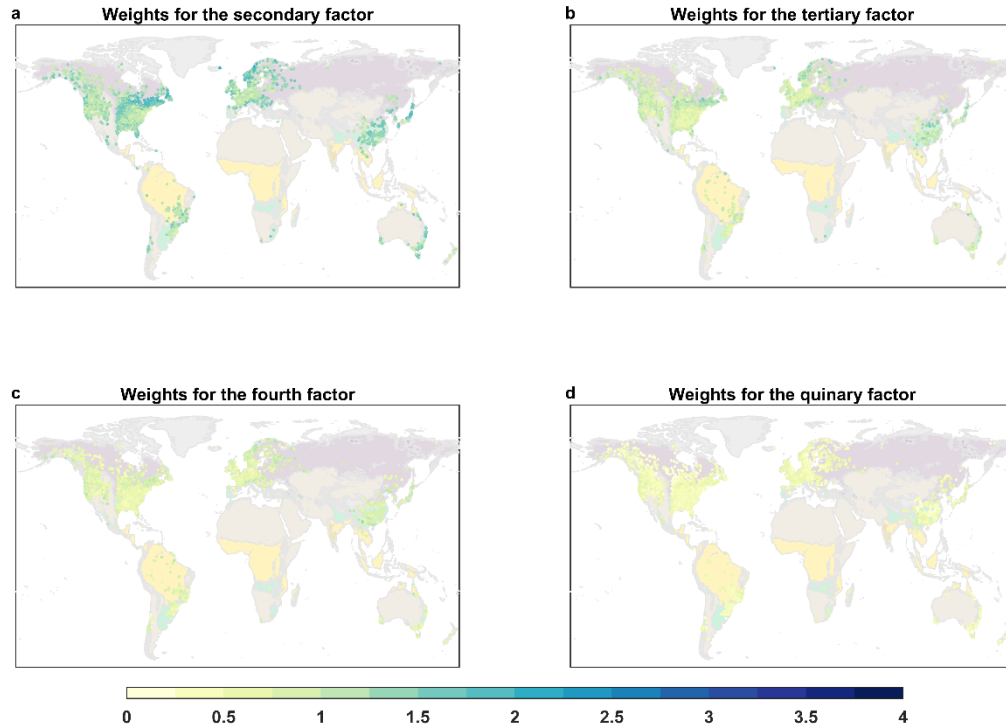 a Weights for the secondary factor
b Weights for the tertiary factor
c Weights for the fourth factor
d Weights for the quinary factor
0 0.5 1 1.5 2 2.5 3 3.5 4